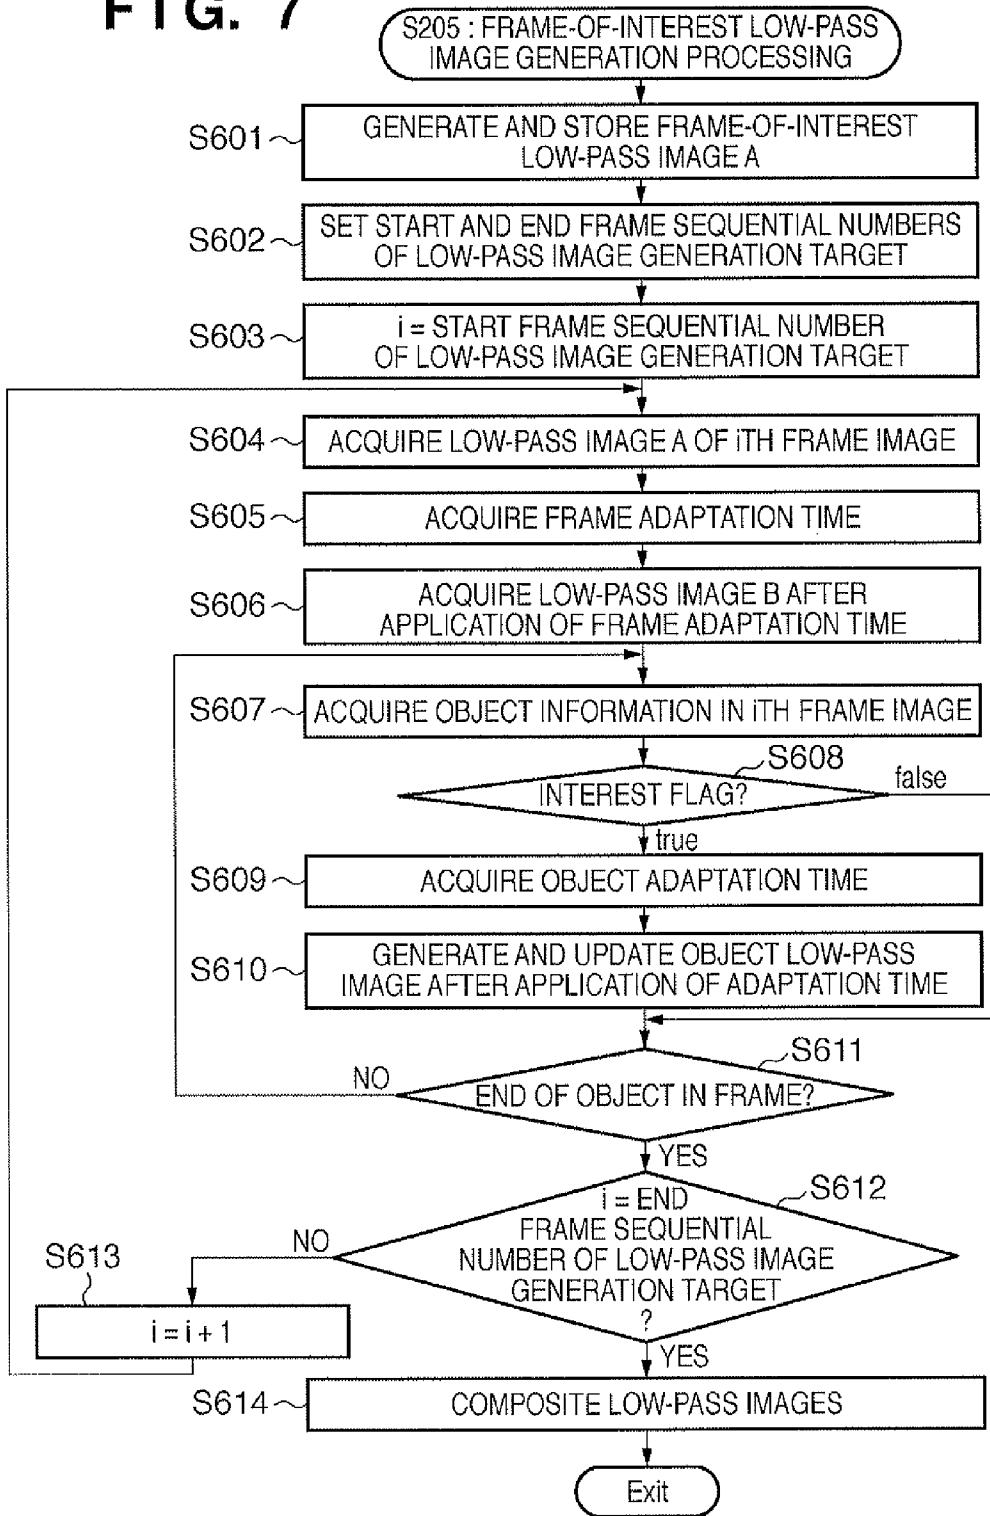 FIG. 7
S205 : FRAME-OF-INTEREST LOW-PASS
IMAGE GENERATION PROCESSING
S601
GENERATE AND STORE FRAME-OF-INTEREST
LOW-PASS IMAGE A
S602
SET START AND END FRAME SEQUENTIAL NUMBERS
OF LOW-PASS IMAGE GENERATION TARGET
S603
i = START FRAME SEQUENTIAL NUMBER
OF LOW-PASS IMAGE GENERATION TARGET
S604
ACQUIRE LOW-PASS IMAGE A OF iTH FRAME IMAGE
S605
ACQUIRE FRAME ADAPTATION TIME
S606
ACQUIRE LOW-PASS IMAGE B AFTER
APPLICATION OF FRAME ADAPTATION TIME
S607
ACQUIRE OBJECT INFORMATION IN iTH FRAME IMAGE
S608
INTEREST FLAG?
false
true
S609
ACQUIRE OBJECT ADAPTATION TIME
S610
GENERATE AND UPDATE OBJECT LOW-PASS
IMAGE AFTER APPLICATION OF ADAPTATION TIME
S611
NO
END OF OBJECT IN FRAME?
YES
S612
i = END
FRAME SEQUENTIAL
NUMBER OF LOW-PASS IMAGE
GENERATION TARGET
?
NO
S613
i = i + 1
YES
S614
COMPOSITE LOW-PASS IMAGES
Exit